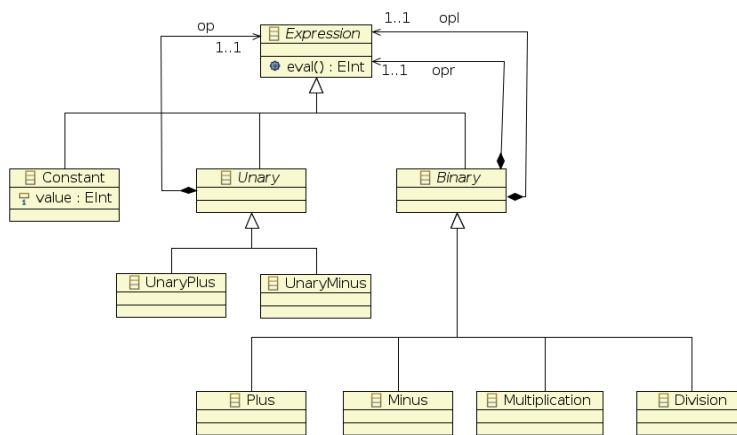 op
1..1
opl
Expression
1..1
1..1
opr
eval() : EInt
Constant
value : EInt
Unary
Binary
UnaryPlus
UnaryMinus
Plus
Minus
Multiplication
Division